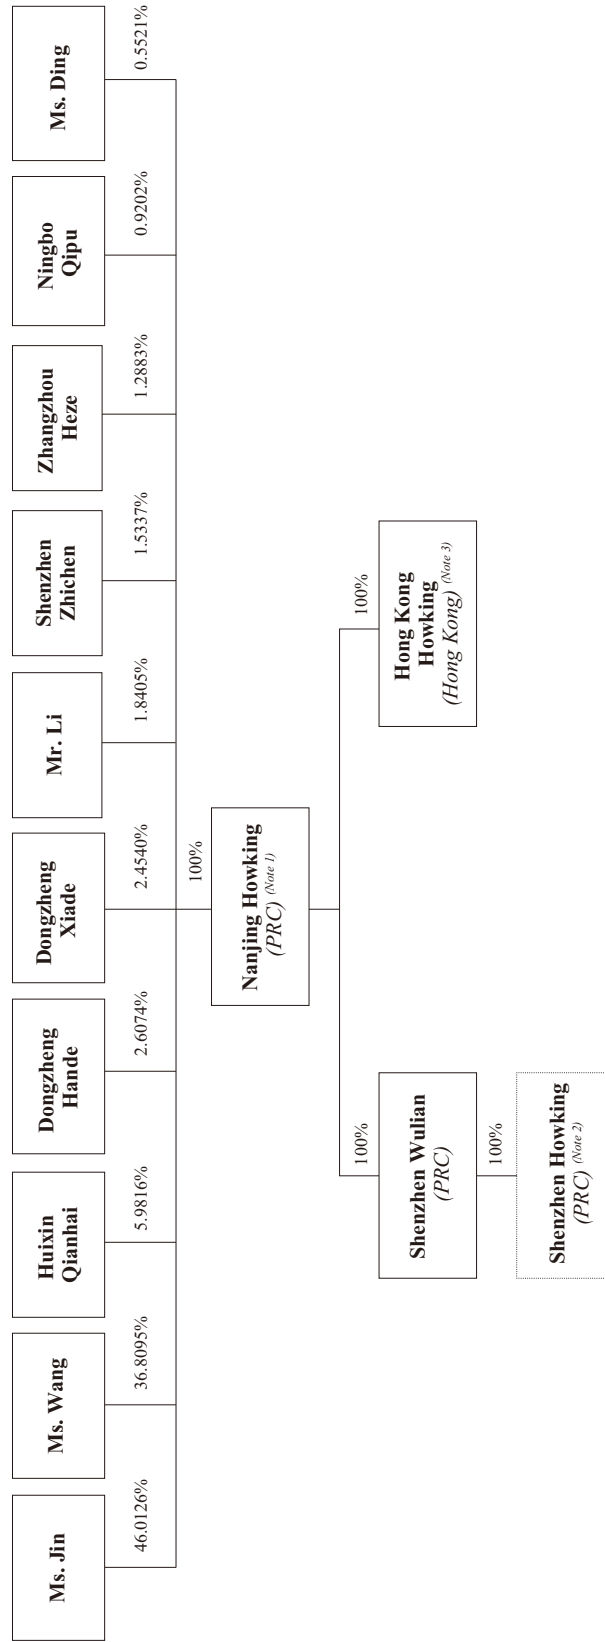 Ms. Jin
Ms. Wang
Huixin
Qianhai
Dongzheng
Hande
Dongzheng
Xiade
Mr. Li
Shenzhen
Zhichen
Zhangzhou
Heze
Ningbo
Qipu
Ms. Ding
46.0126%
36.8095%
5.9816%
2.6074%
2.4540%
1.8405%
1.5337%
1.2883%
0.9202%
0.5521%
100%
Nanjing Howking
(PRC) (Note 1)
100%
100%
Shenzhen Wulian
(PRC)
Hong Kong
Howking
(Hong Kong) (Note 3)
100%
Shenzhen Howking
(PRC) (Note 2)